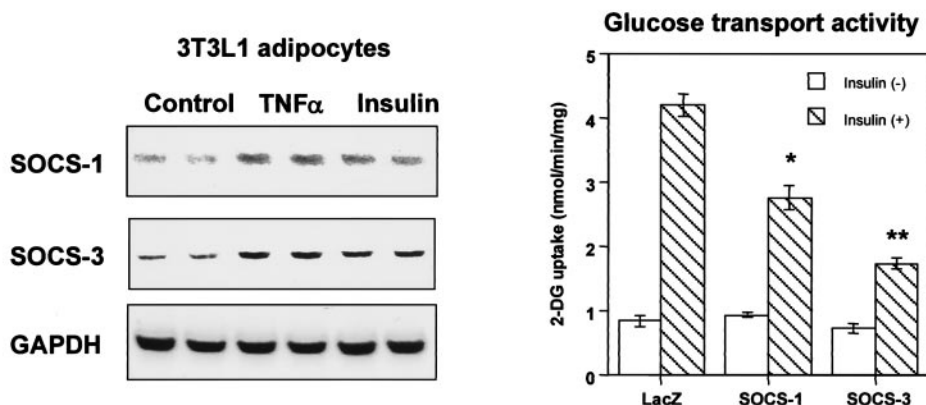 3T3L1 adipocytes
Control TNFα Insulin
SOCS-1
SOCS-3
GAPDH
Glucose transport activity
5
4
3
2
1
0
2-DG uptake (nmol/min/mg)
Insulin (-)
Insulin (+)
*
**
LacZ SOCS-1 SOCS-3